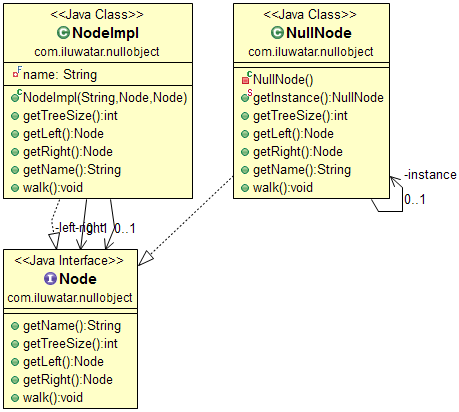 <<Java Class>>
NodeImpl
com.iluwatar.nullobject
name: String
NodeImpl(String,Node,Node)
getTreeSize():int
getLeft():Node
getRight():Node
getName():String
walk():void
<<Java Class>>
NullNode
com.iluwatar.nullobject
NullNode()
getInstance():NullNode
getTreeSize():int
getLeft():Node
getRight():Node
getName():String
walk():void
-instance
0..1
-left
-right
0..1
0..1
<<Java Interface>>
Node
com.iluwatar.nullobject
getName():String
getTreeSize():int
getLeft():Node
getRight():Node
walk():void